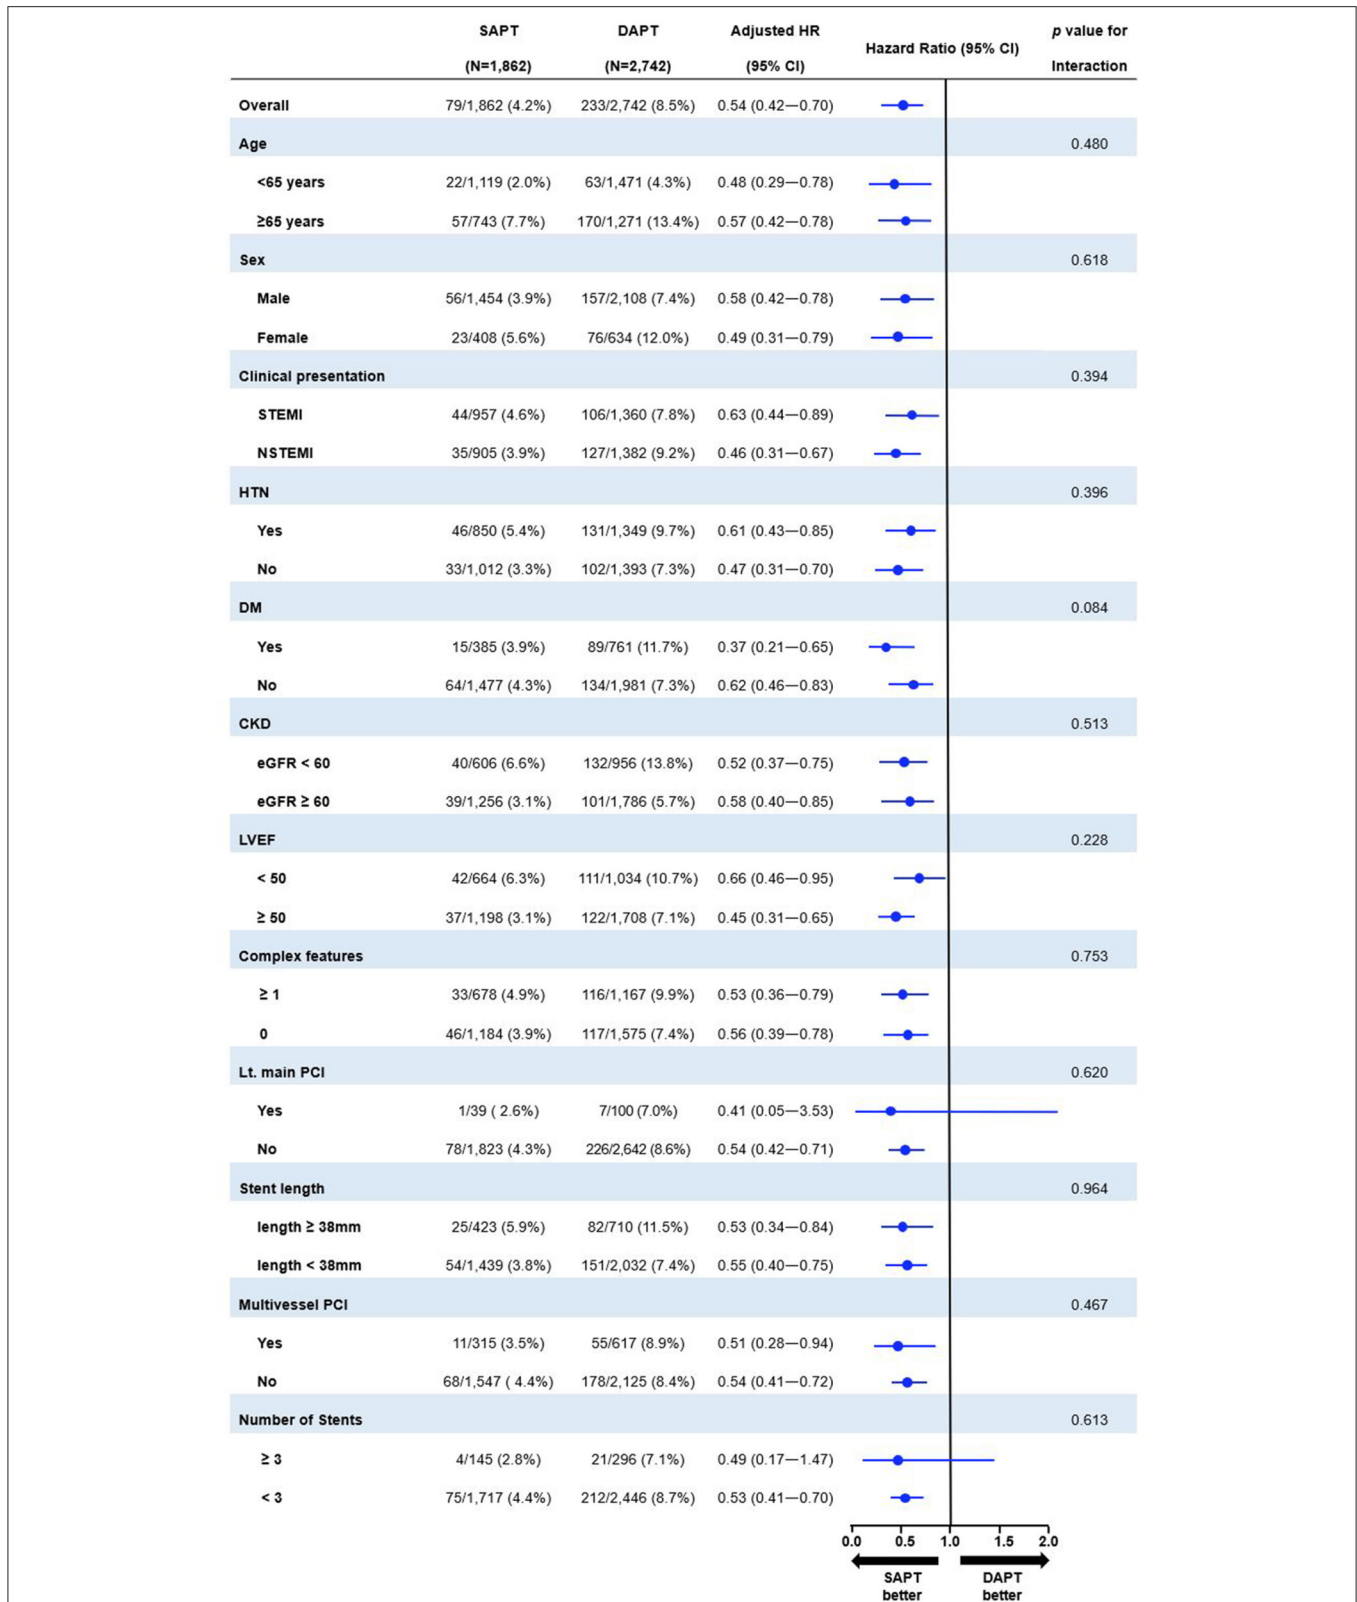 SAPT DAPT Adjusted HR Hazard Ratio (95% CI) p value for
(N=1,862) (N=2,742) (95% CI) Interaction
Overall 79/1,862 (4.2%) 233/2,742 (8.5%) 0.54 (0.42—0.70)
Age 0.480
<65 years 22/1,119 (2.0%) 63/1,471 (4.3%) 0.48 (0.29—0.78)
≥65 years 57/743 (7.7%) 170/1,271 (13.4%) 0.57 (0.42—0.78)
Sex 0.618
Male 56/1,454 (3.9%) 157/2,108 (7.4%) 0.58 (0.42—0.78)
Female 23/408 (5.6%) 76/634 (12.0%) 0.49 (0.31—0.79)
Clinical presentation 0.394
STEMI 44/957 (4.6%) 106/1,360 (7.8%) 0.63 (0.44—0.89)
NSTEMI 35/905 (3.9%) 127/1,382 (9.2%) 0.46 (0.31—0.67)
HTN 0.396
Yes 46/850 (5.4%) 131/1,349 (9.7%) 0.61 (0.43—0.85)
No 33/1,012 (3.3%) 102/1,393 (7.3%) 0.47 (0.31—0.70)
DM 0.084
Yes 15/385 (3.9%) 89/761 (11.7%) 0.37 (0.21—0.65)
No 64/1,477 (4.3%) 134/1,981 (7.3%) 0.62 (0.46—0.83)
CKD 0.513
eGFR < 60 40/606 (6.6%) 132/956 (13.8%) 0.52 (0.37—0.75)
eGFR ≥ 60 39/1,256 (3.1%) 101/1,786 (5.7%) 0.58 (0.40—0.85)
LVEF 0.228
< 50 42/664 (6.3%) 111/1,034 (10.7%) 0.66 (0.46—0.95)
≥ 50 37/1,198 (3.1%) 122/1,708 (7.1%) 0.45 (0.31—0.65)
Complex features 0.753
≥ 1 33/678 (4.9%) 116/1,167 (9.9%) 0.53 (0.36—0.79)
0 46/1,184 (3.9%) 117/1,575 (7.4%) 0.56 (0.39—0.78)
Lt. main PCI 0.620
Yes 1/39 ( 2.6%) 7/100 (7.0%) 0.41 (0.05—3.53)
No 78/1,823 (4.3%) 226/2,642 (8.6%) 0.54 (0.42—0.71)
Stent length 0.964
length ≥ 38mm 25/423 (5.9%) 82/710 (11.5%) 0.53 (0.34—0.84)
length < 38mm 54/1,439 (3.8%) 151/2,032 (7.4%) 0.55 (0.40—0.75)
Multivessel PCI 0.467
Yes 11/315 (3.5%) 55/617 (8.9%) 0.51 (0.28—0.94)
No 68/1,547 ( 4.4%) 178/2,125 (8.4%) 0.54 (0.41—0.72)
Number of Stents 0.613
≥ 3 4/145 (2.8%) 21/296 (7.1%) 0.49 (0.17—1.47)
< 3 75/1,717 (4.4%) 212/2,446 (8.7%) 0.53 (0.41—0.70)
0.0 0.5 1.0 1.5 2.0
SAPT DAPT
better better